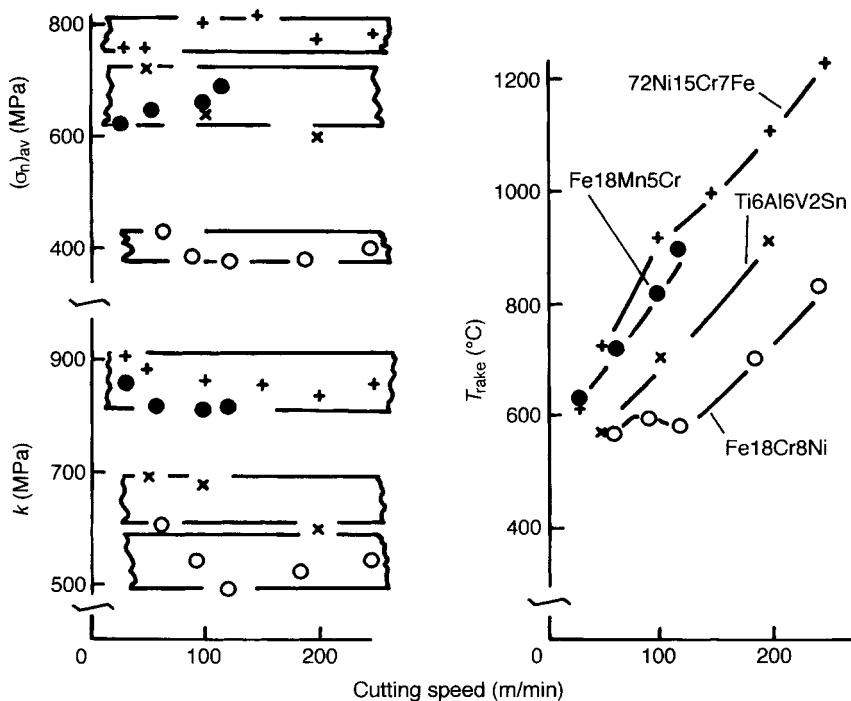 800
600
400
(σn)av (MPa)
900
700
500
k (MPa)
0
100
200
1200
1000
800
600
400
Trake (°C)
72Ni15Cr7Fe
Fe18Mn5Cr
Ti6Al6V2Sn
Fe18Cr8Ni
0
100
200
Cutting speed (m/min)